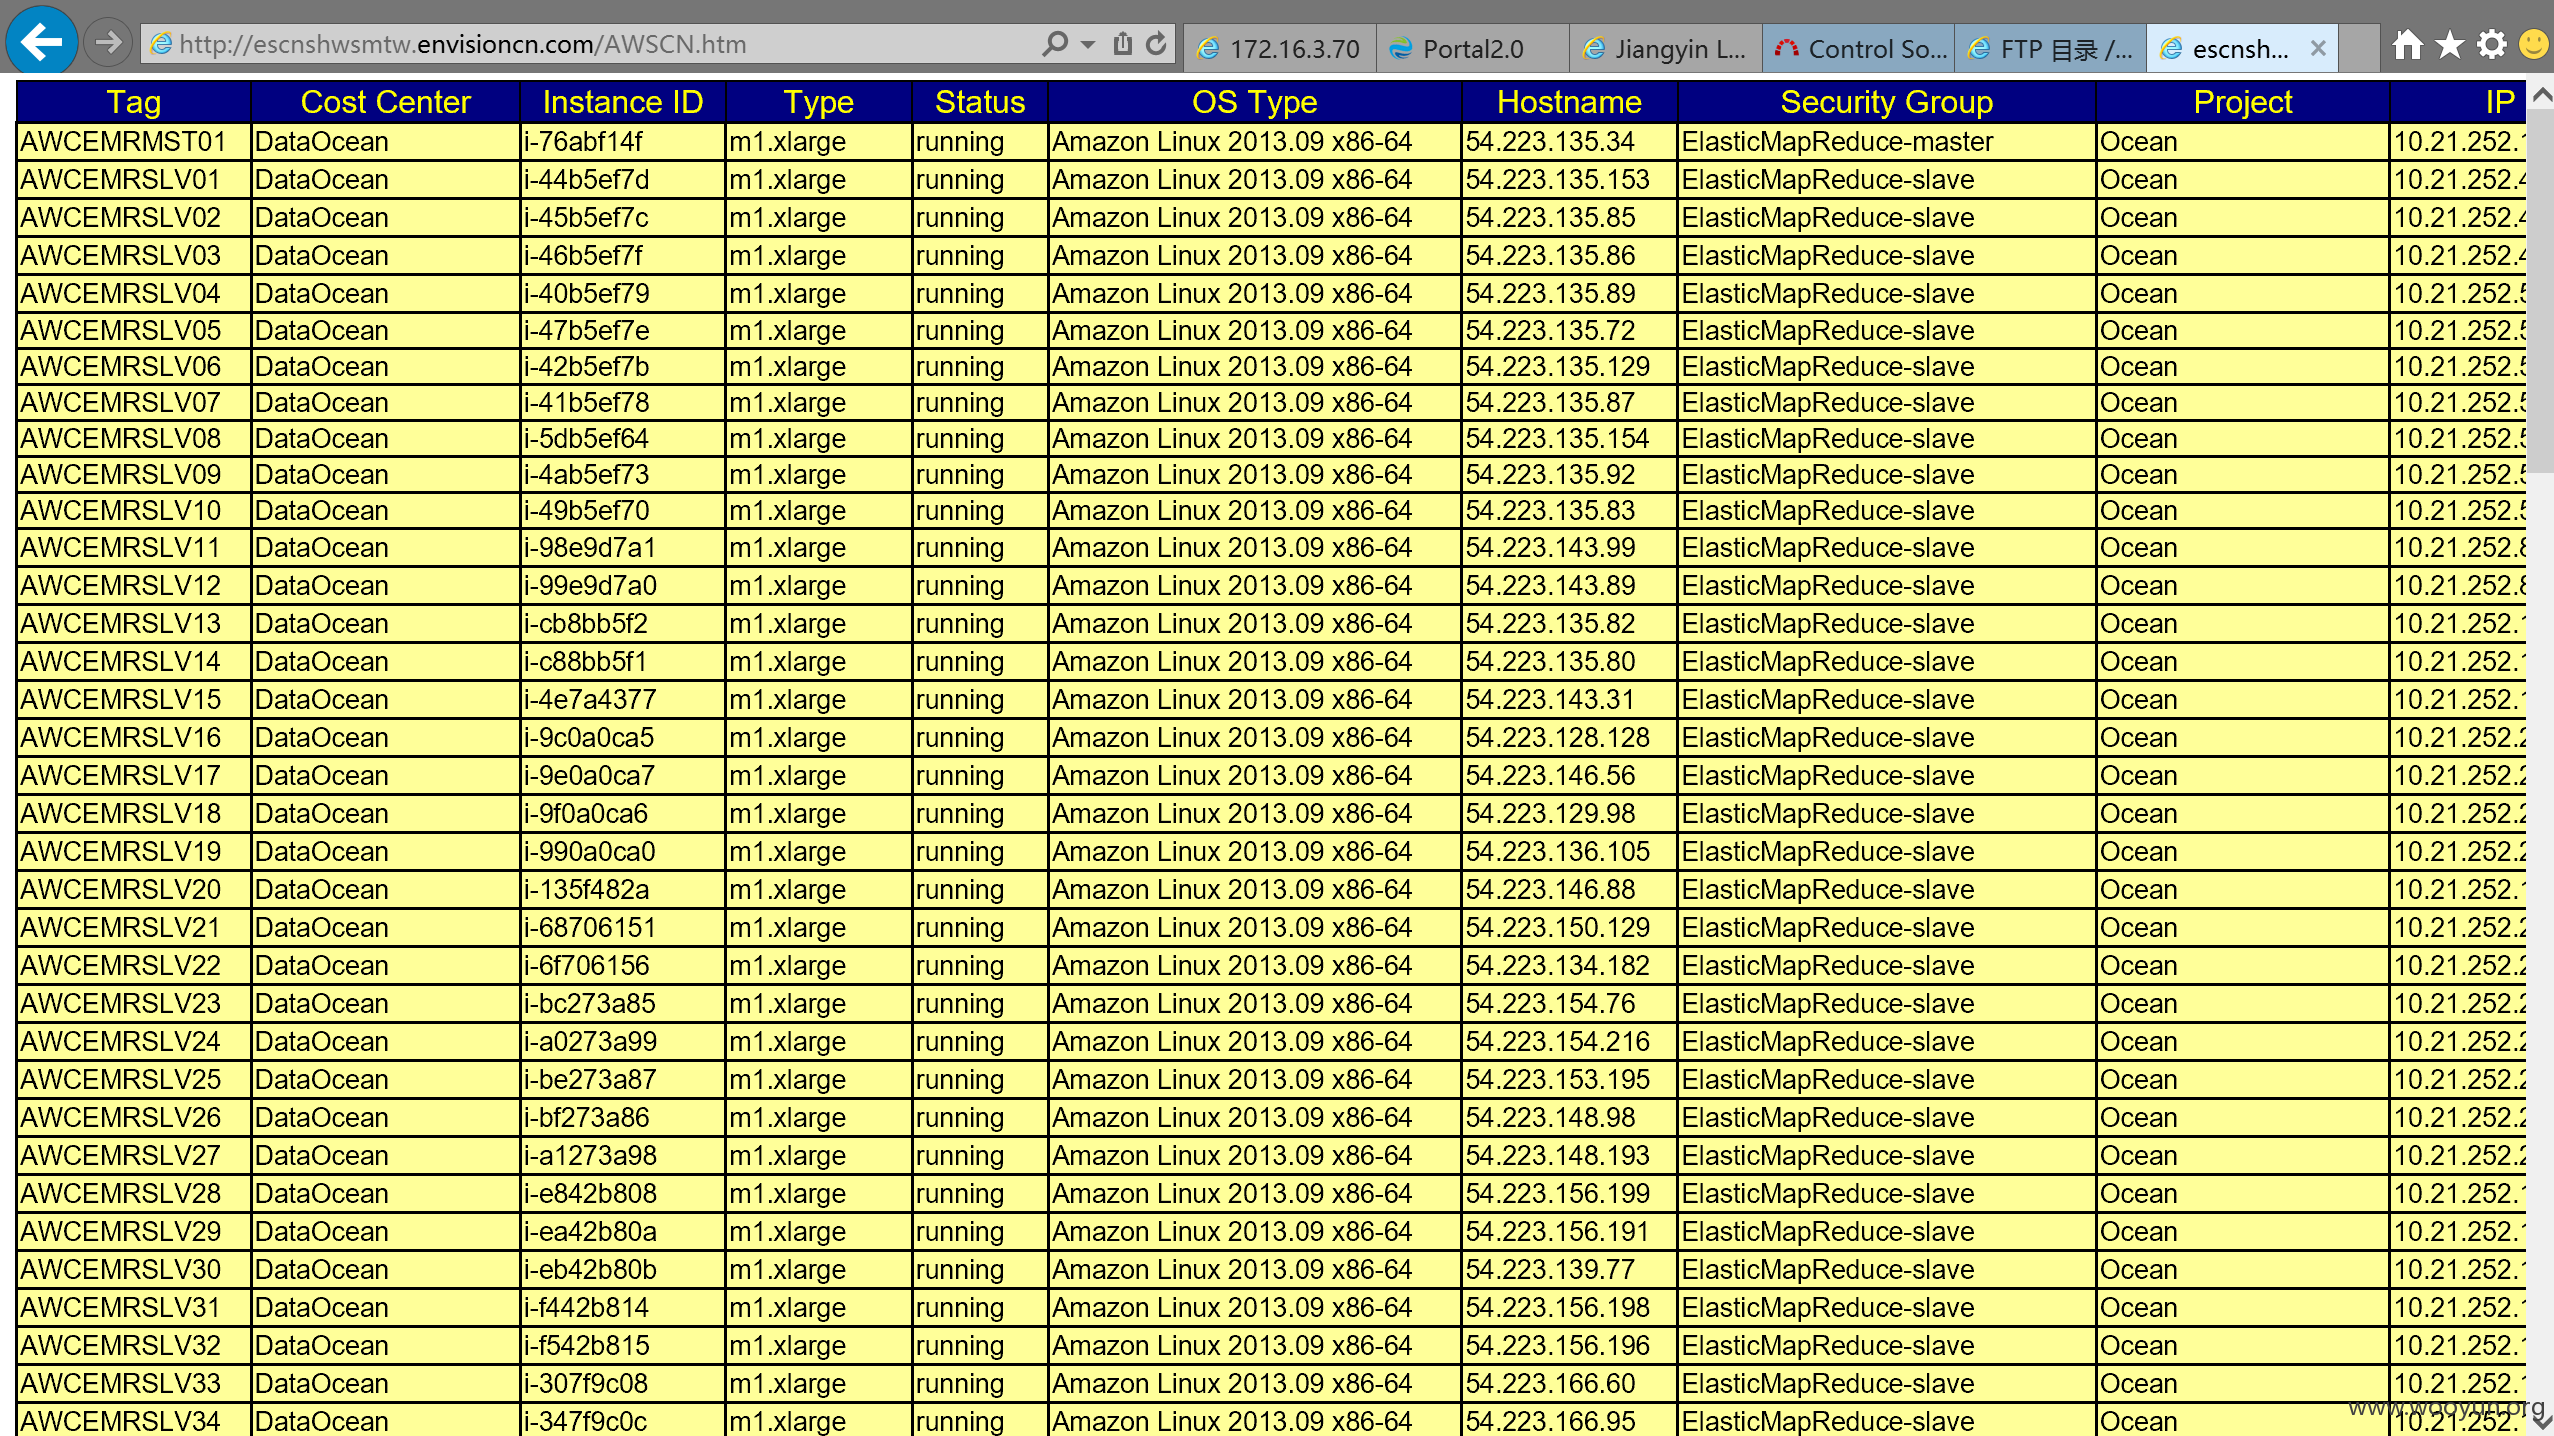 http://escnshwsmtw.envisioncn.com/AWSCN.htm 172.16.3.70 Portal2.0 Jiangyin L... Control So... FTP 目录 /... escnsh...
Tag Cost Center Instance ID Type Status OS Type Hostname Security Group Project IP
AWCEMRMST01 DataOcean i-76abf14f m1.xlarge running Amazon Linux 2013.09 x86-64 54.223.135.34 ElasticMapReduce-master Ocean 10.21.252.1
AWCEMRSLV01 DataOcean i-44b5ef7d m1.xlarge running Amazon Linux 2013.09 x86-64 54.223.135.153 ElasticMapReduce-slave Ocean 10.21.252.4
AWCEMRSLV02 DataOcean i-45b5ef7c m1.xlarge running Amazon Linux 2013.09 x86-64 54.223.135.85 ElasticMapReduce-slave Ocean 10.21.252.4
AWCEMRSLV03 DataOcean i-46b5ef7f m1.xlarge running Amazon Linux 2013.09 x86-64 54.223.135.86 ElasticMapReduce-slave Ocean 10.21.252.4
AWCEMRSLV04 DataOcean i-40b5ef79 m1.xlarge running Amazon Linux 2013.09 x86-64 54.223.135.89 ElasticMapReduce-slave Ocean 10.21.252.5
AWCEMRSLV05 DataOcean i-47b5ef7e m1.xlarge running Amazon Linux 2013.09 x86-64 54.223.135.72 ElasticMapReduce-slave Ocean 10.21.252.5
AWCEMRSLV06 DataOcean i-42b5ef7b m1.xlarge running Amazon Linux 2013.09 x86-64 54.223.135.129 ElasticMapReduce-slave Ocean 10.21.252.5
AWCEMRSLV07 DataOcean i-41b5ef78 m1.xlarge running Amazon Linux 2013.09 x86-64 54.223.135.87 ElasticMapReduce-slave Ocean 10.21.252.5
AWCEMRSLV08 DataOcean i-5db5ef64 m1.xlarge running Amazon Linux 2013.09 x86-64 54.223.135.154 ElasticMapReduce-slave Ocean 10.21.252.5
AWCEMRSLV09 DataOcean i-4ab5ef73 m1.xlarge running Amazon Linux 2013.09 x86-64 54.223.135.92 ElasticMapReduce-slave Ocean 10.21.252.5
AWCEMRSLV10 DataOcean i-49b5ef70 m1.xlarge running Amazon Linux 2013.09 x86-64 54.223.135.83 ElasticMapReduce-slave Ocean 10.21.252.5
AWCEMRSLV11 DataOcean i-98e9d7a1 m1.xlarge running Amazon Linux 2013.09 x86-64 54.223.143.99 ElasticMapReduce-slave Ocean 10.21.252.8
AWCEMRSLV12 DataOcean i-99e9d7a0 m1.xlarge running Amazon Linux 2013.09 x86-64 54.223.143.89 ElasticMapReduce-slave Ocean 10.21.252.8
AWCEMRSLV13 DataOcean i-cb8bb5f2 m1.xlarge running Amazon Linux 2013.09 x86-64 54.223.135.82 ElasticMapReduce-slave Ocean 10.21.252.1
AWCEMRSLV14 DataOcean i-c88bb5f1 m1.xlarge running Amazon Linux 2013.09 x86-64 54.223.135.80 ElasticMapReduce-slave Ocean 10.21.252.1
AWCEMRSLV15 DataOcean i-4e7a4377 m1.xlarge running Amazon Linux 2013.09 x86-64 54.223.143.31 ElasticMapReduce-slave Ocean 10.21.252.1
AWCEMRSLV16 DataOcean i-9c0a0ca5 m1.xlarge running Amazon Linux 2013.09 x86-64 54.223.128.128 ElasticMapReduce-slave Ocean 10.21.252.2
AWCEMRSLV17 DataOcean i-9e0a0ca7 m1.xlarge running Amazon Linux 2013.09 x86-64 54.223.146.56 ElasticMapReduce-slave Ocean 10.21.252.2
AWCEMRSLV18 DataOcean i-9f0a0ca6 m1.xlarge running Amazon Linux 2013.09 x86-64 54.223.129.98 ElasticMapReduce-slave Ocean 10.21.252.2
AWCEMRSLV19 DataOcean i-990a0ca0 m1.xlarge running Amazon Linux 2013.09 x86-64 54.223.136.105 ElasticMapReduce-slave Ocean 10.21.252.2
AWCEMRSLV20 DataOcean i-135f482a m1.xlarge running Amazon Linux 2013.09 x86-64 54.223.146.88 ElasticMapReduce-slave Ocean 10.21.252.1
AWCEMRSLV21 DataOcean i-68706151 m1.xlarge running Amazon Linux 2013.09 x86-64 54.223.150.129 ElasticMapReduce-slave Ocean 10.21.252.2
AWCEMRSLV22 DataOcean i-6f706156 m1.xlarge running Amazon Linux 2013.09 x86-64 54.223.134.182 ElasticMapReduce-slave Ocean 10.21.252.2
AWCEMRSLV23 DataOcean i-bc273a85 m1.xlarge running Amazon Linux 2013.09 x86-64 54.223.154.76 ElasticMapReduce-slave Ocean 10.21.252.2
AWCEMRSLV24 DataOcean i-a0273a99 m1.xlarge running Amazon Linux 2013.09 x86-64 54.223.154.216 ElasticMapReduce-slave Ocean 10.21.252.2
AWCEMRSLV25 DataOcean i-be273a87 m1.xlarge running Amazon Linux 2013.09 x86-64 54.223.153.195 ElasticMapReduce-slave Ocean 10.21.252.2
AWCEMRSLV26 DataOcean i-bf273a86 m1.xlarge running Amazon Linux 2013.09 x86-64 54.223.148.98 ElasticMapReduce-slave Ocean 10.21.252.2
AWCEMRSLV27 DataOcean i-a1273a98 m1.xlarge running Amazon Linux 2013.09 x86-64 54.223.148.193 ElasticMapReduce-slave Ocean 10.21.252.2
AWCEMRSLV28 DataOcean i-e842b808 m1.xlarge running Amazon Linux 2013.09 x86-64 54.223.156.199 ElasticMapReduce-slave Ocean 10.21.252.1
AWCEMRSLV29 DataOcean i-ea42b80a m1.xlarge running Amazon Linux 2013.09 x86-64 54.223.156.191 ElasticMapReduce-slave Ocean 10.21.252.1
AWCEMRSLV30 DataOcean i-eb42b80b m1.xlarge running Amazon Linux 2013.09 x86-64 54.223.139.77 ElasticMapReduce-slave Ocean 10.21.252.1
AWCEMRSLV31 DataOcean i-f442b814 m1.xlarge running Amazon Linux 2013.09 x86-64 54.223.156.198 ElasticMapReduce-slave Ocean 10.21.252.1
AWCEMRSLV32 DataOcean i-f542b815 m1.xlarge running Amazon Linux 2013.09 x86-64 54.223.156.196 ElasticMapReduce-slave Ocean 10.21.252.1
AWCEMRSLV33 DataOcean i-307f9c08 m1.xlarge running Amazon Linux 2013.09 x86-64 54.223.166.60 ElasticMapReduce-slave Ocean 10.21.252.1
AWCEMRSLV34 DataOcean i-347f9c0c m1.xlarge running Amazon Linux 2013.09 x86-64 54.223.166.95 ElasticMapReduce-slave Ocean 10.21.252.
www.wooyun.org